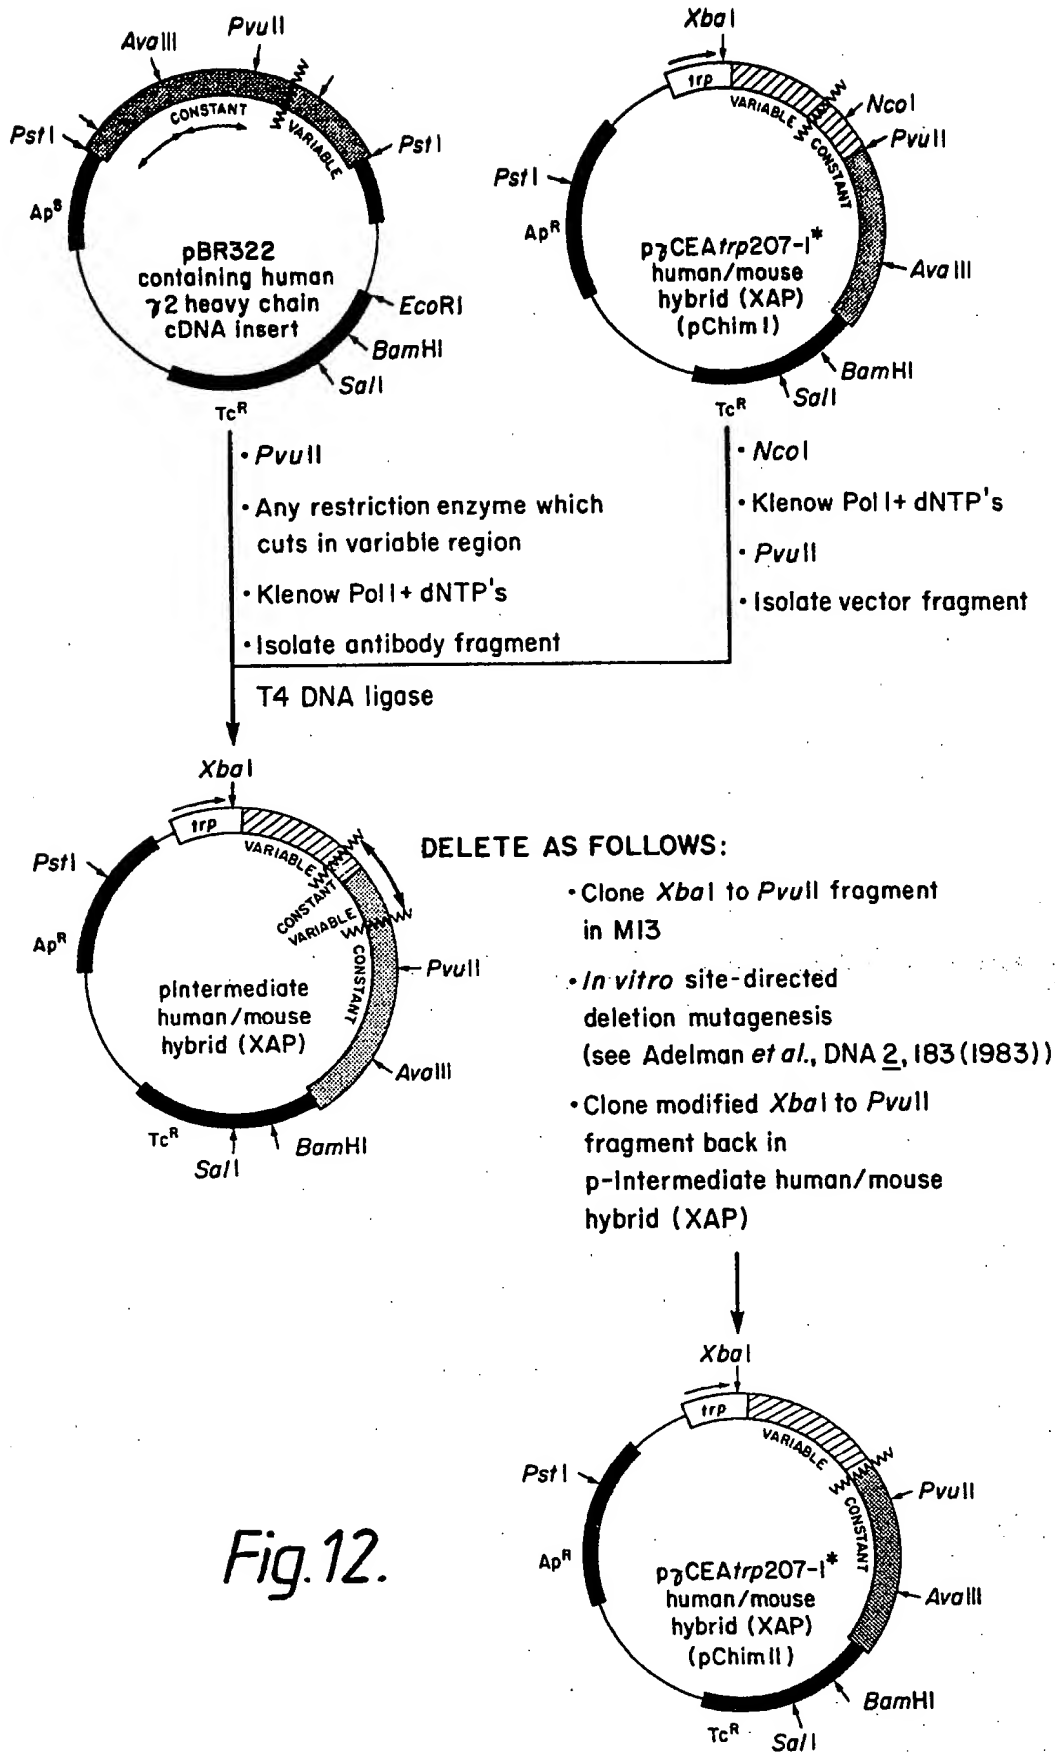 PvuII
AvaIII
PstI
CONSTANT
VARIABLE
PstI
Ap^S
pBR322
containing human
γ2 heavy chain
cDNA insert
EcoRI
BamHI
SalI
Tc^R
XbaI
trp
VARIABLE
CONSTANT
NcoI
PvuII
PstI
Ap^R
pγCEAtrp207-1*
human/mouse
hybrid (XAP)
(pChim I)
AvaIII
BamHI
SalI
Tc^R
• PvuII
• Any restriction enzyme which
cuts in variable region
• Klenow Pol I + dNTP's
• Isolate antibody fragment
• NcoI
• Klenow Pol I + dNTP's
• PvuII
• Isolate vector fragment
T4 DNA ligase
XbaI
trp
VARIABLE
CONSTANT
VARIABLE
CONSTANT
PstI
Ap^R
PvuII
pIntermediate
human/mouse
hybrid (XAP)
AvaIII
BamHI
SalI
Tc^R
DELETE AS FOLLOWS:
• Clone XbaI to PvuII fragment
in M13
• In vitro site-directed
deletion mutagenesis
(see Adelman et al., DNA 2, 183 (1983))
• Clone modified XbaI to PvuII
fragment back in
p-Intermediate human/mouse
hybrid (XAP)
XbaI
trp
VARIABLE
CONSTANT
PstI
PvuII
Ap^R
pγCEAtrp207-1*
human/mouse
hybrid (XAP)
(pChim II)
AvaIII
BamHI
SalI
Tc^R
Fig.12.